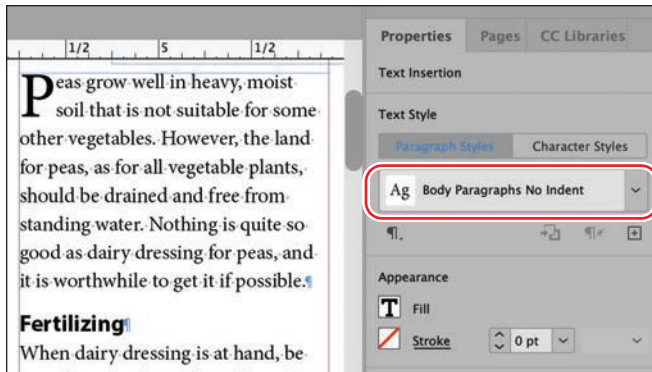 1/2 5 1/2
Peas grow well in heavy, moist
soil that is not suitable for some
other vegetables. However, the land
for peas, as for all vegetable plants,
should be drained and free from
standing water. Nothing is quite so
good as dairy dressing for peas, and
it is worthwhile to get it if possible.¶
Fertilizing¶
When dairy dressing is at hand, be
Properties Pages CC Libraries
Text Insertion
Text Style
Paragraph Styles Character Styles
Ag Body Paragraphs No Indent
Appearance
T Fill
Stroke 0 pt